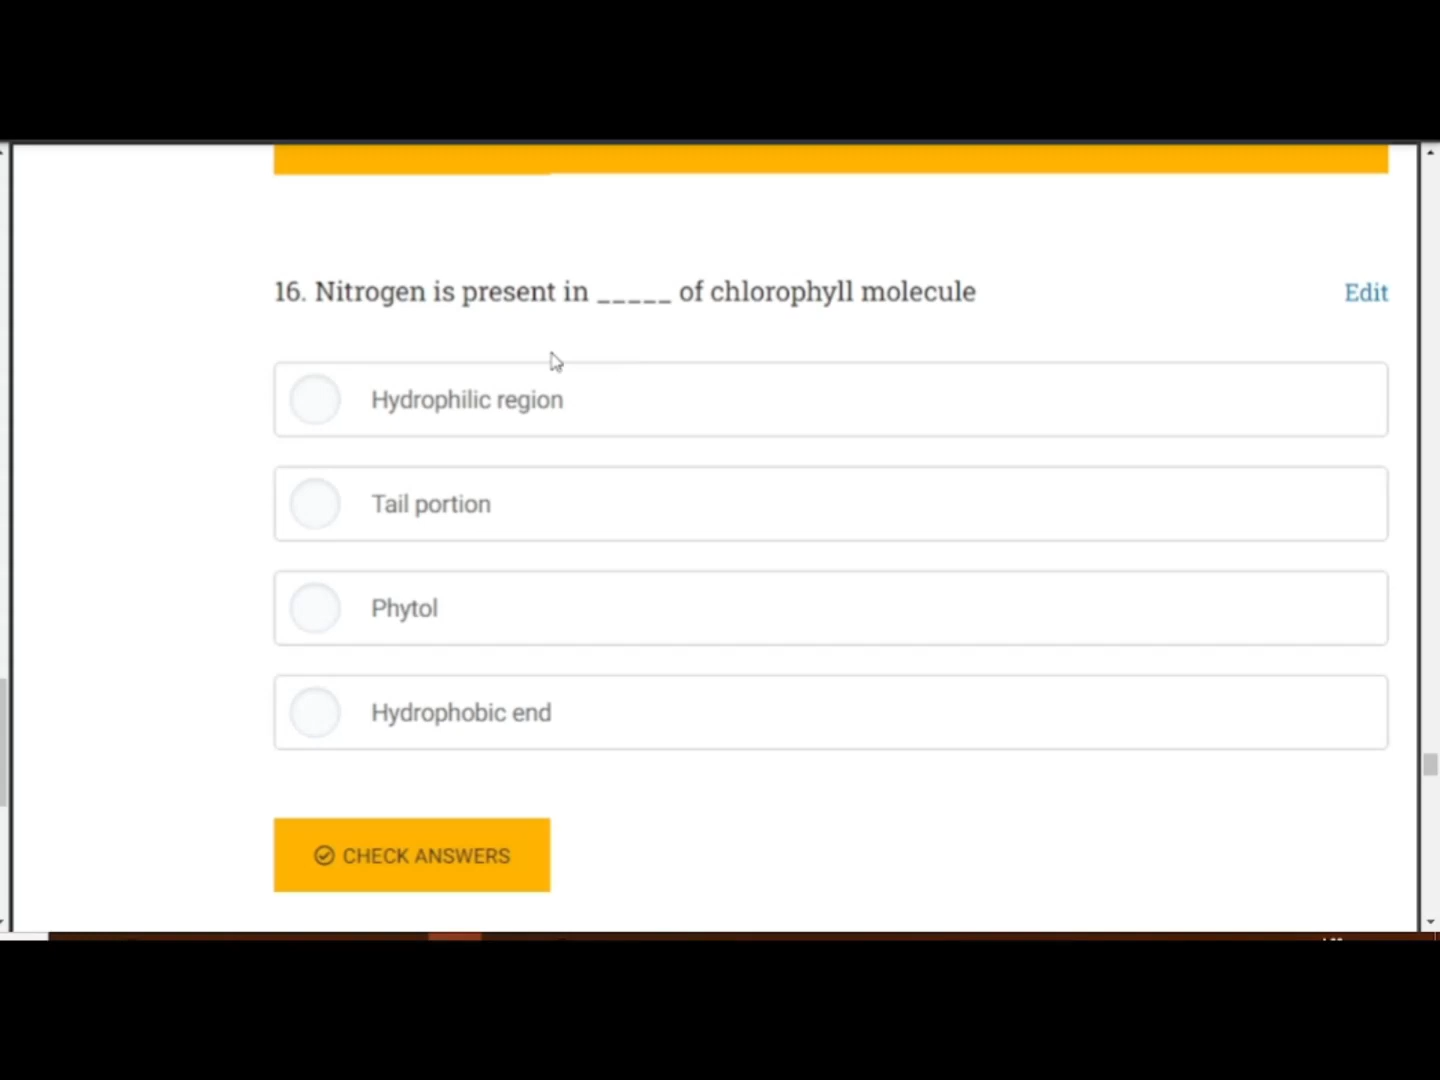 16. Nitrogen is present in _____ of chlorophyll molecule
Edit
Hydrophilic region
Tail portion
Phytol
Hydrophobic end
CHECK ANSWERS